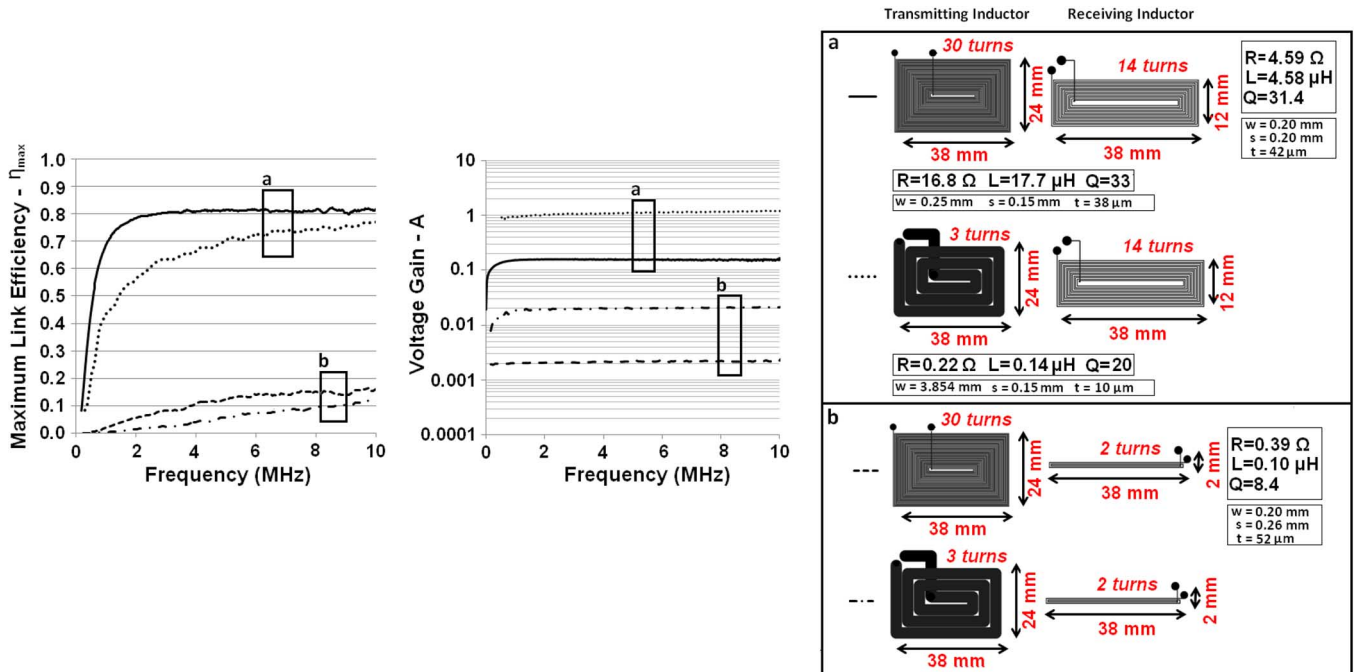 Maximum Link Efficiency - ηmax
1.0
0.9
0.8
0.7
0.6
0.5
0.4
0.3
0.2
0.1
0.0
a
b
0
2
4
6
8
10
Frequency (MHz)
Voltage Gain - A
10
1
0.1
0.01
0.001
0.0001
a
b
0
2
4
6
8
10
Frequency (MHz)
Transmitting Inductor
Receiving Inductor
a
30 turns
24 mm
38 mm
14 turns
12 mm
38 mm
R=4.59 Ω
L=4.58 µH
Q=31.4
w = 0.20 mm
s = 0.20 mm
t = 42 µm
R=16.8 Ω L=17.7 µH Q=33
w = 0.25 mm s = 0.15 mm t = 38 µm
3 turns
24 mm
38 mm
14 turns
12 mm
38 mm
R=0.22 Ω L=0.14 µH Q=20
w = 3.854 mm s = 0.15 mm t = 10 µm
b
30 turns
24 mm
38 mm
2 turns
2 mm
38 mm
R=0.39 Ω
L=0.10 µH
Q=8.4
w = 0.20 mm
s = 0.26 mm
t = 52 µm
3 turns
24 mm
38 mm
2 turns
2 mm
38 mm